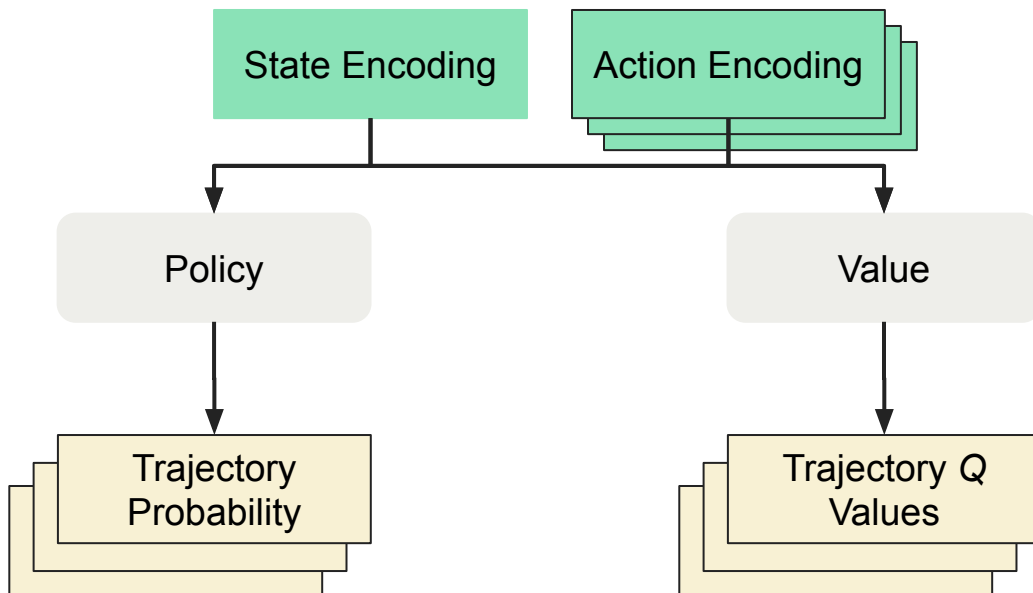 State Encoding
Action Encoding
Policy
Value
Trajectory
Probability
Trajectory Q
Values